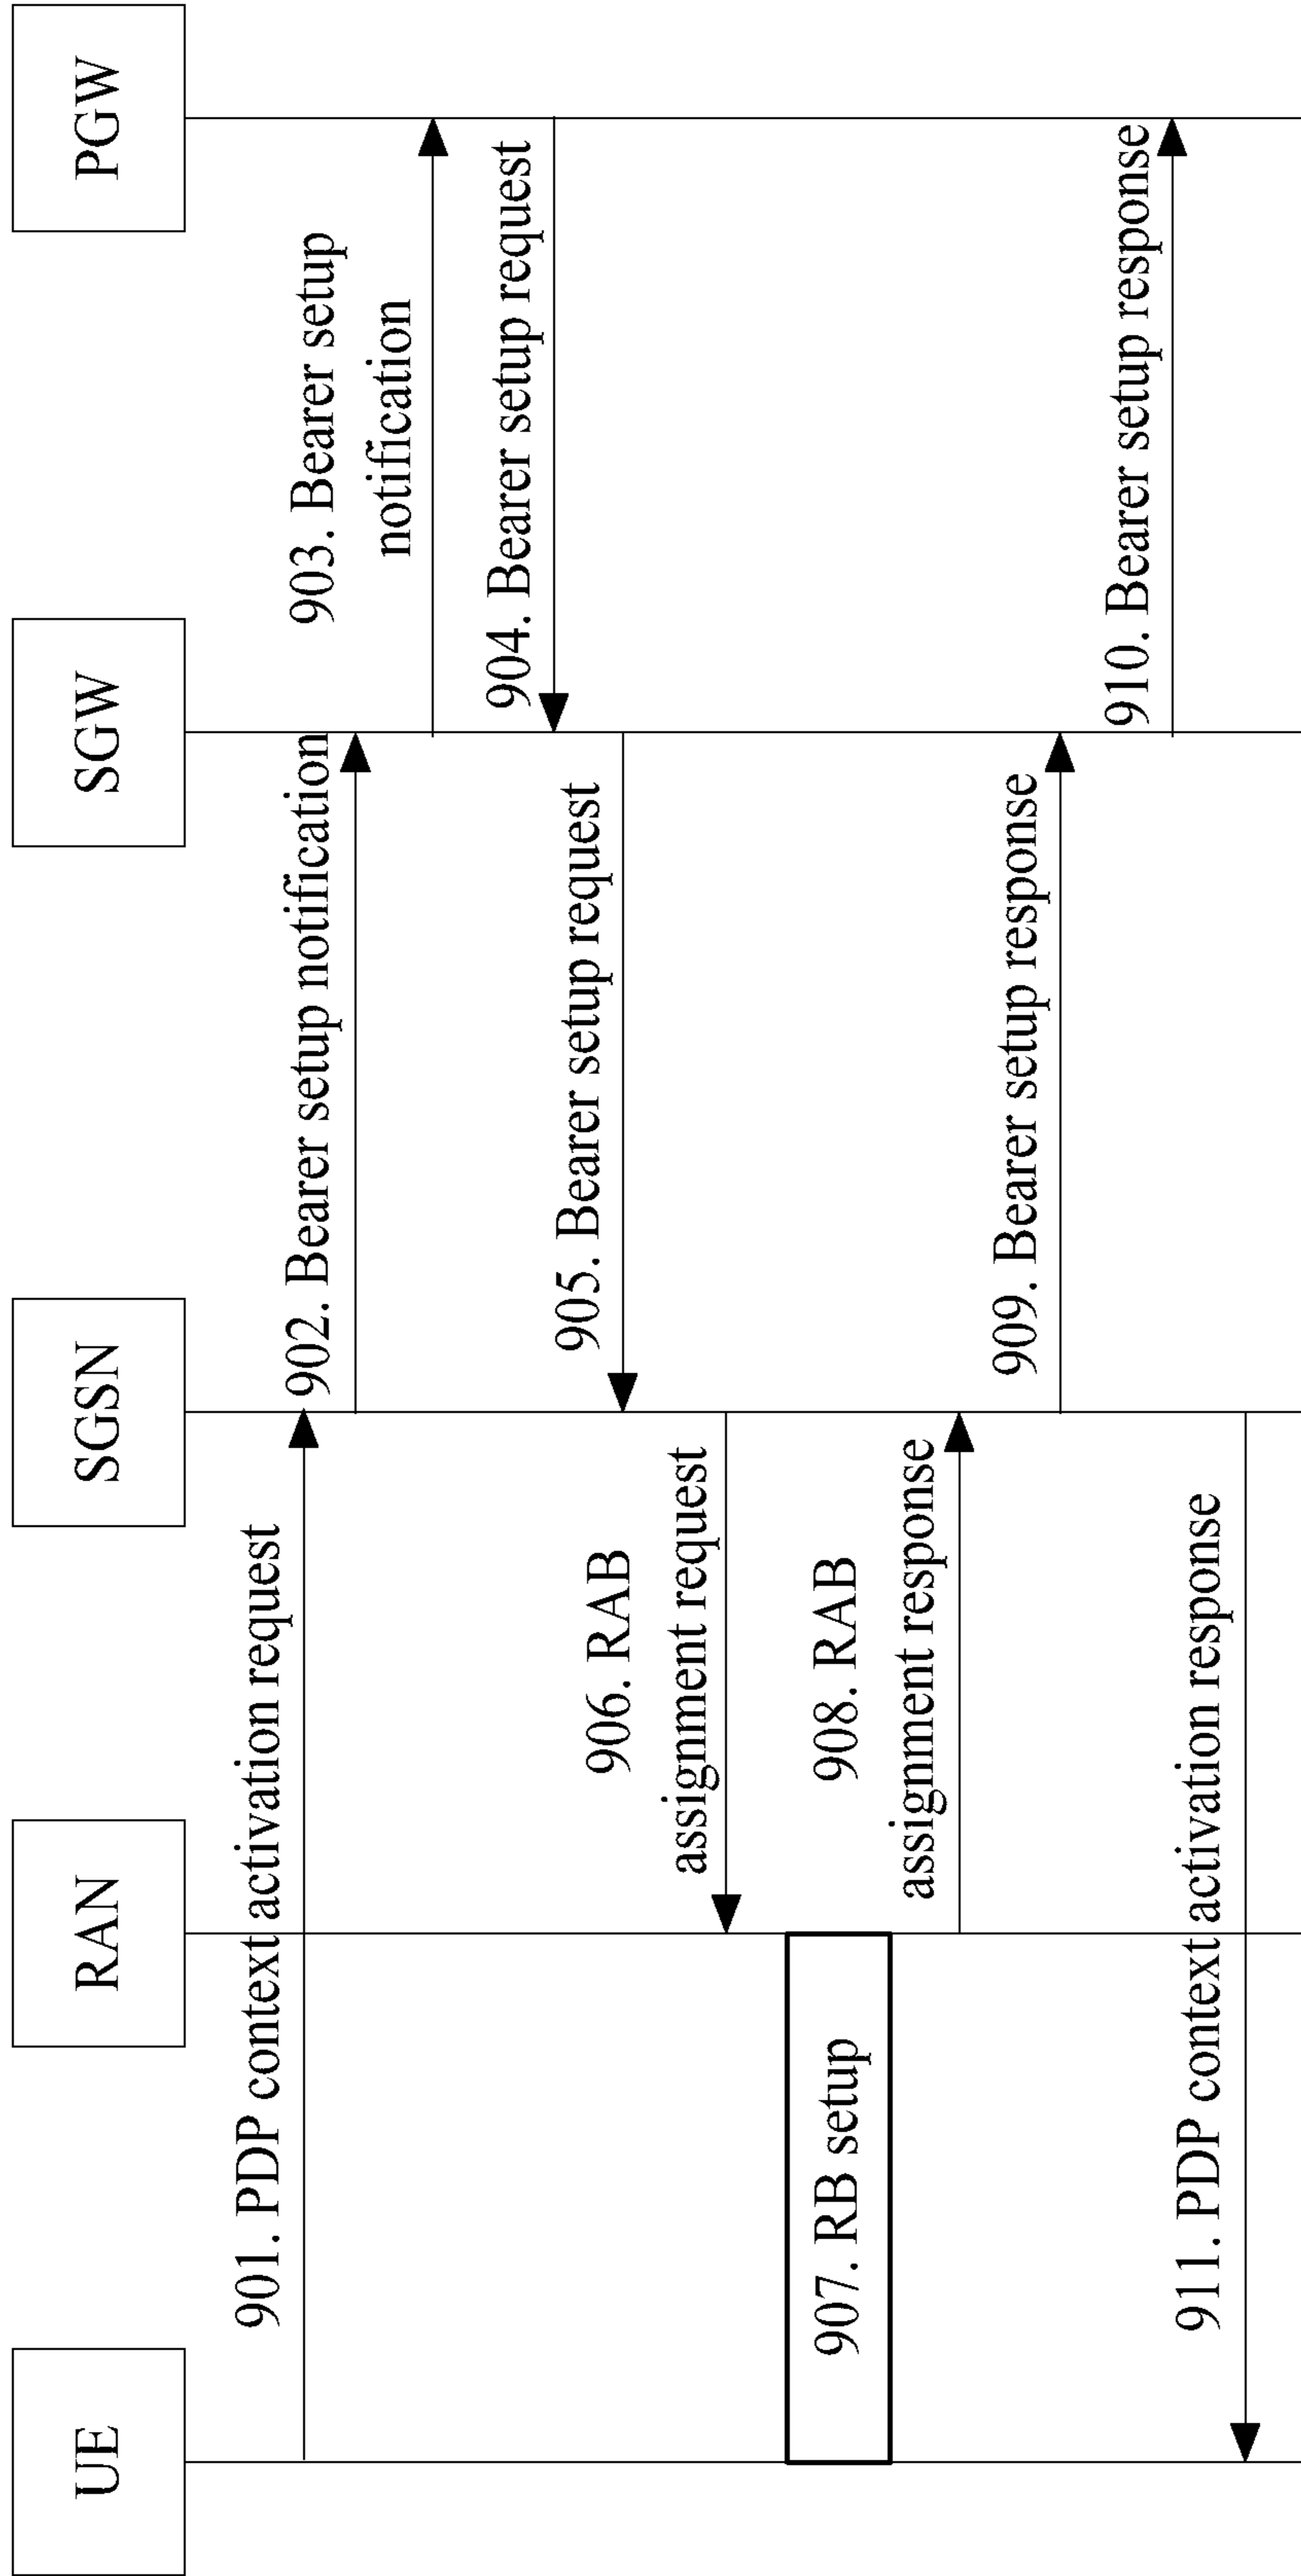 UE
RAN
SGSN
SGW
PGW
901. PDP context activation request
902. Bearer setup notification
903. Bearer setup
notification
904. Bearer setup request
905. Bearer setup request
906. RAB
assignment request
907. RB setup
908. RAB
assignment response
909. Bearer setup response
910. Bearer setup response
911. PDP context activation response